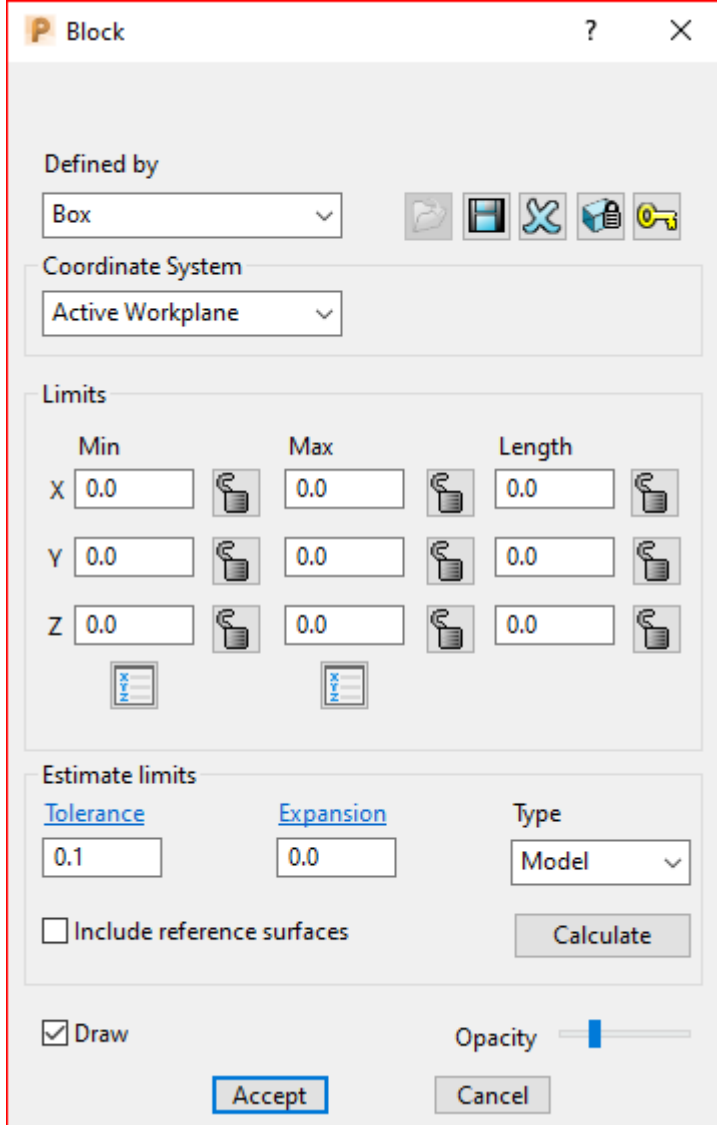 P Block ? ×
Defined by
Box
Coordinate System
Active Workplane
Limits
Min Max Length
X 0.0 0.0 0.0
Y 0.0 0.0 0.0
Z 0.0 0.0 0.0
XYZ XYZ
Estimate limits
Tolerance Expansion Type
0.1 0.0 Model
Include reference surfaces Calculate
Draw Opacity
Accept Cancel